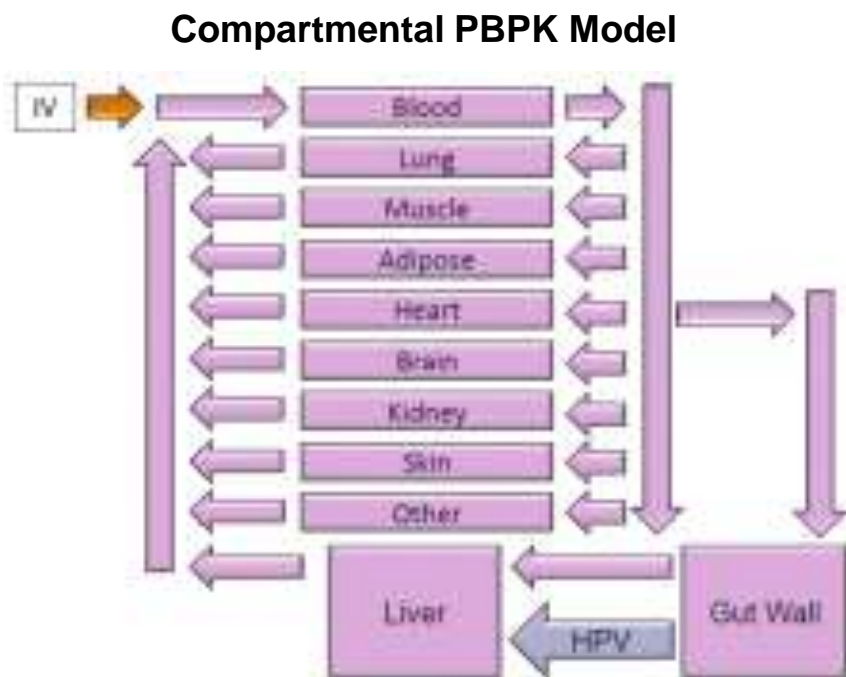 Compartmental PBPK Model
IV
Blood
Lung
Muscle
Adipose
Heart
Brain
Kidney
Skin
Other
Liver
HPV
Gut Wall